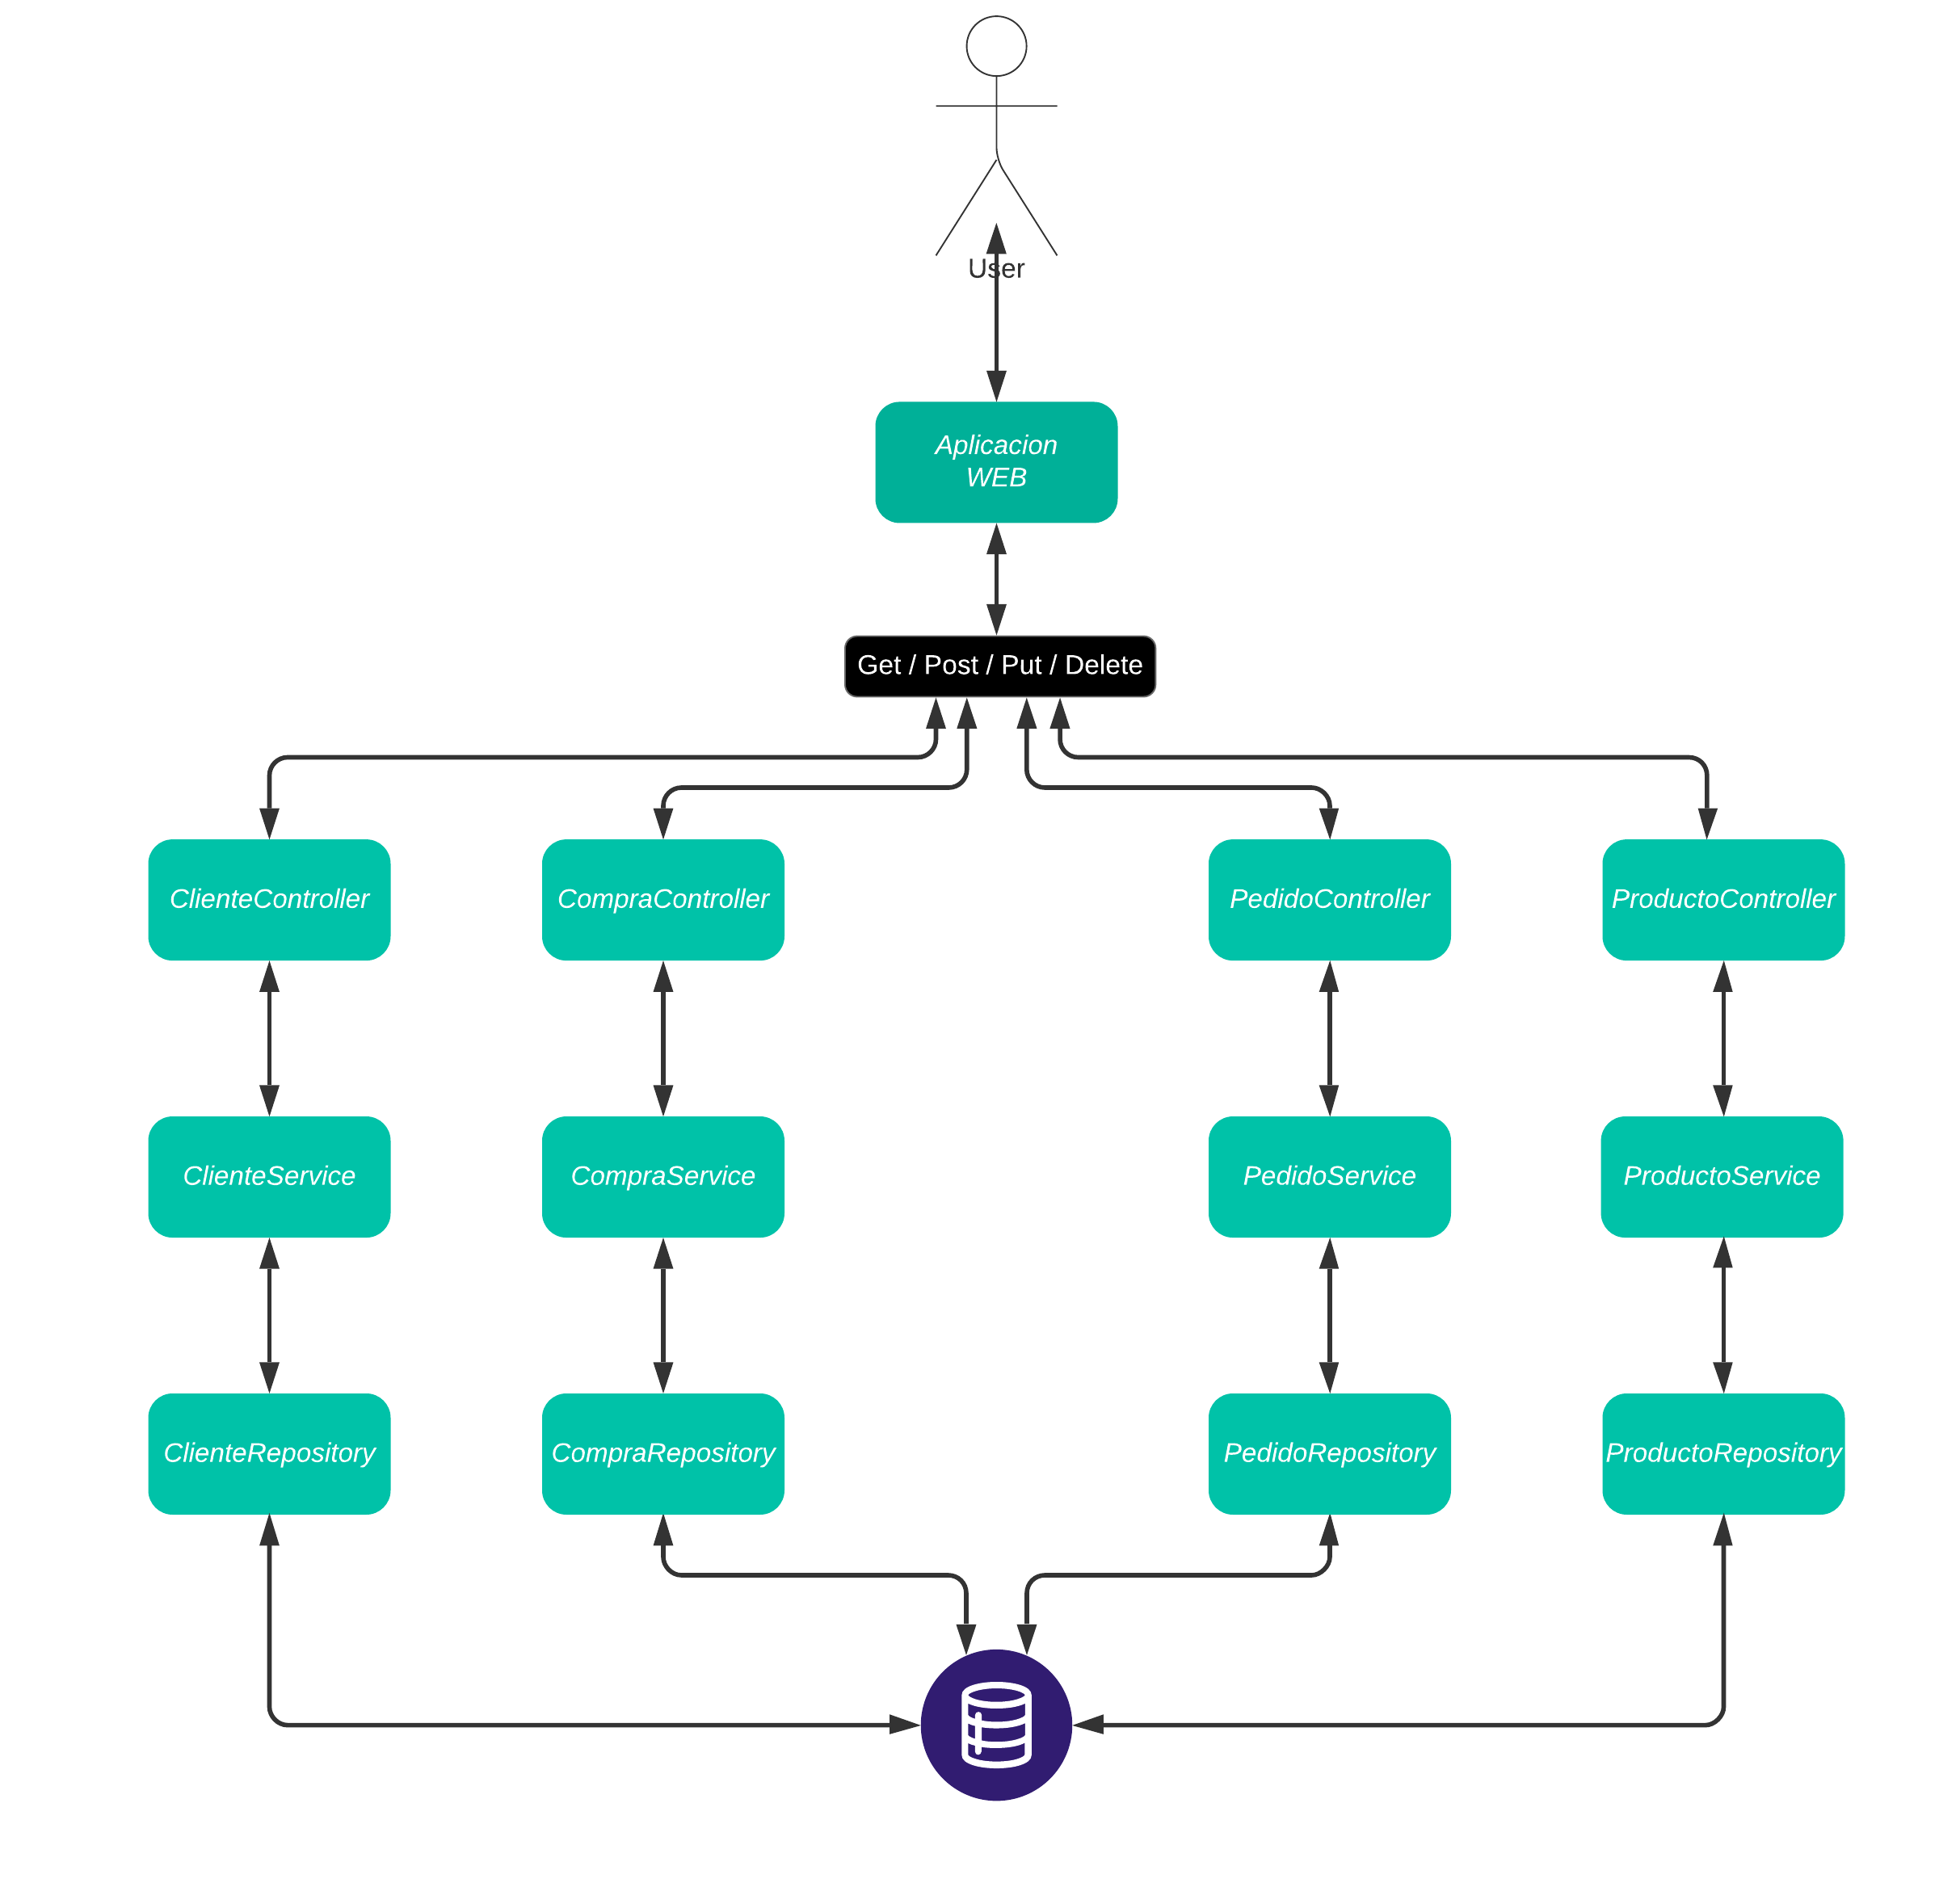 User
Aplicacion
WEB
Get / Post / Put / Delete
ClienteController
CompraController
PedidoController
ProductoController
ClienteService
CompraService
PedidoService
ProductoService
ClienteRepository
CompraRepository
PedidoRepository
ProductoRepository